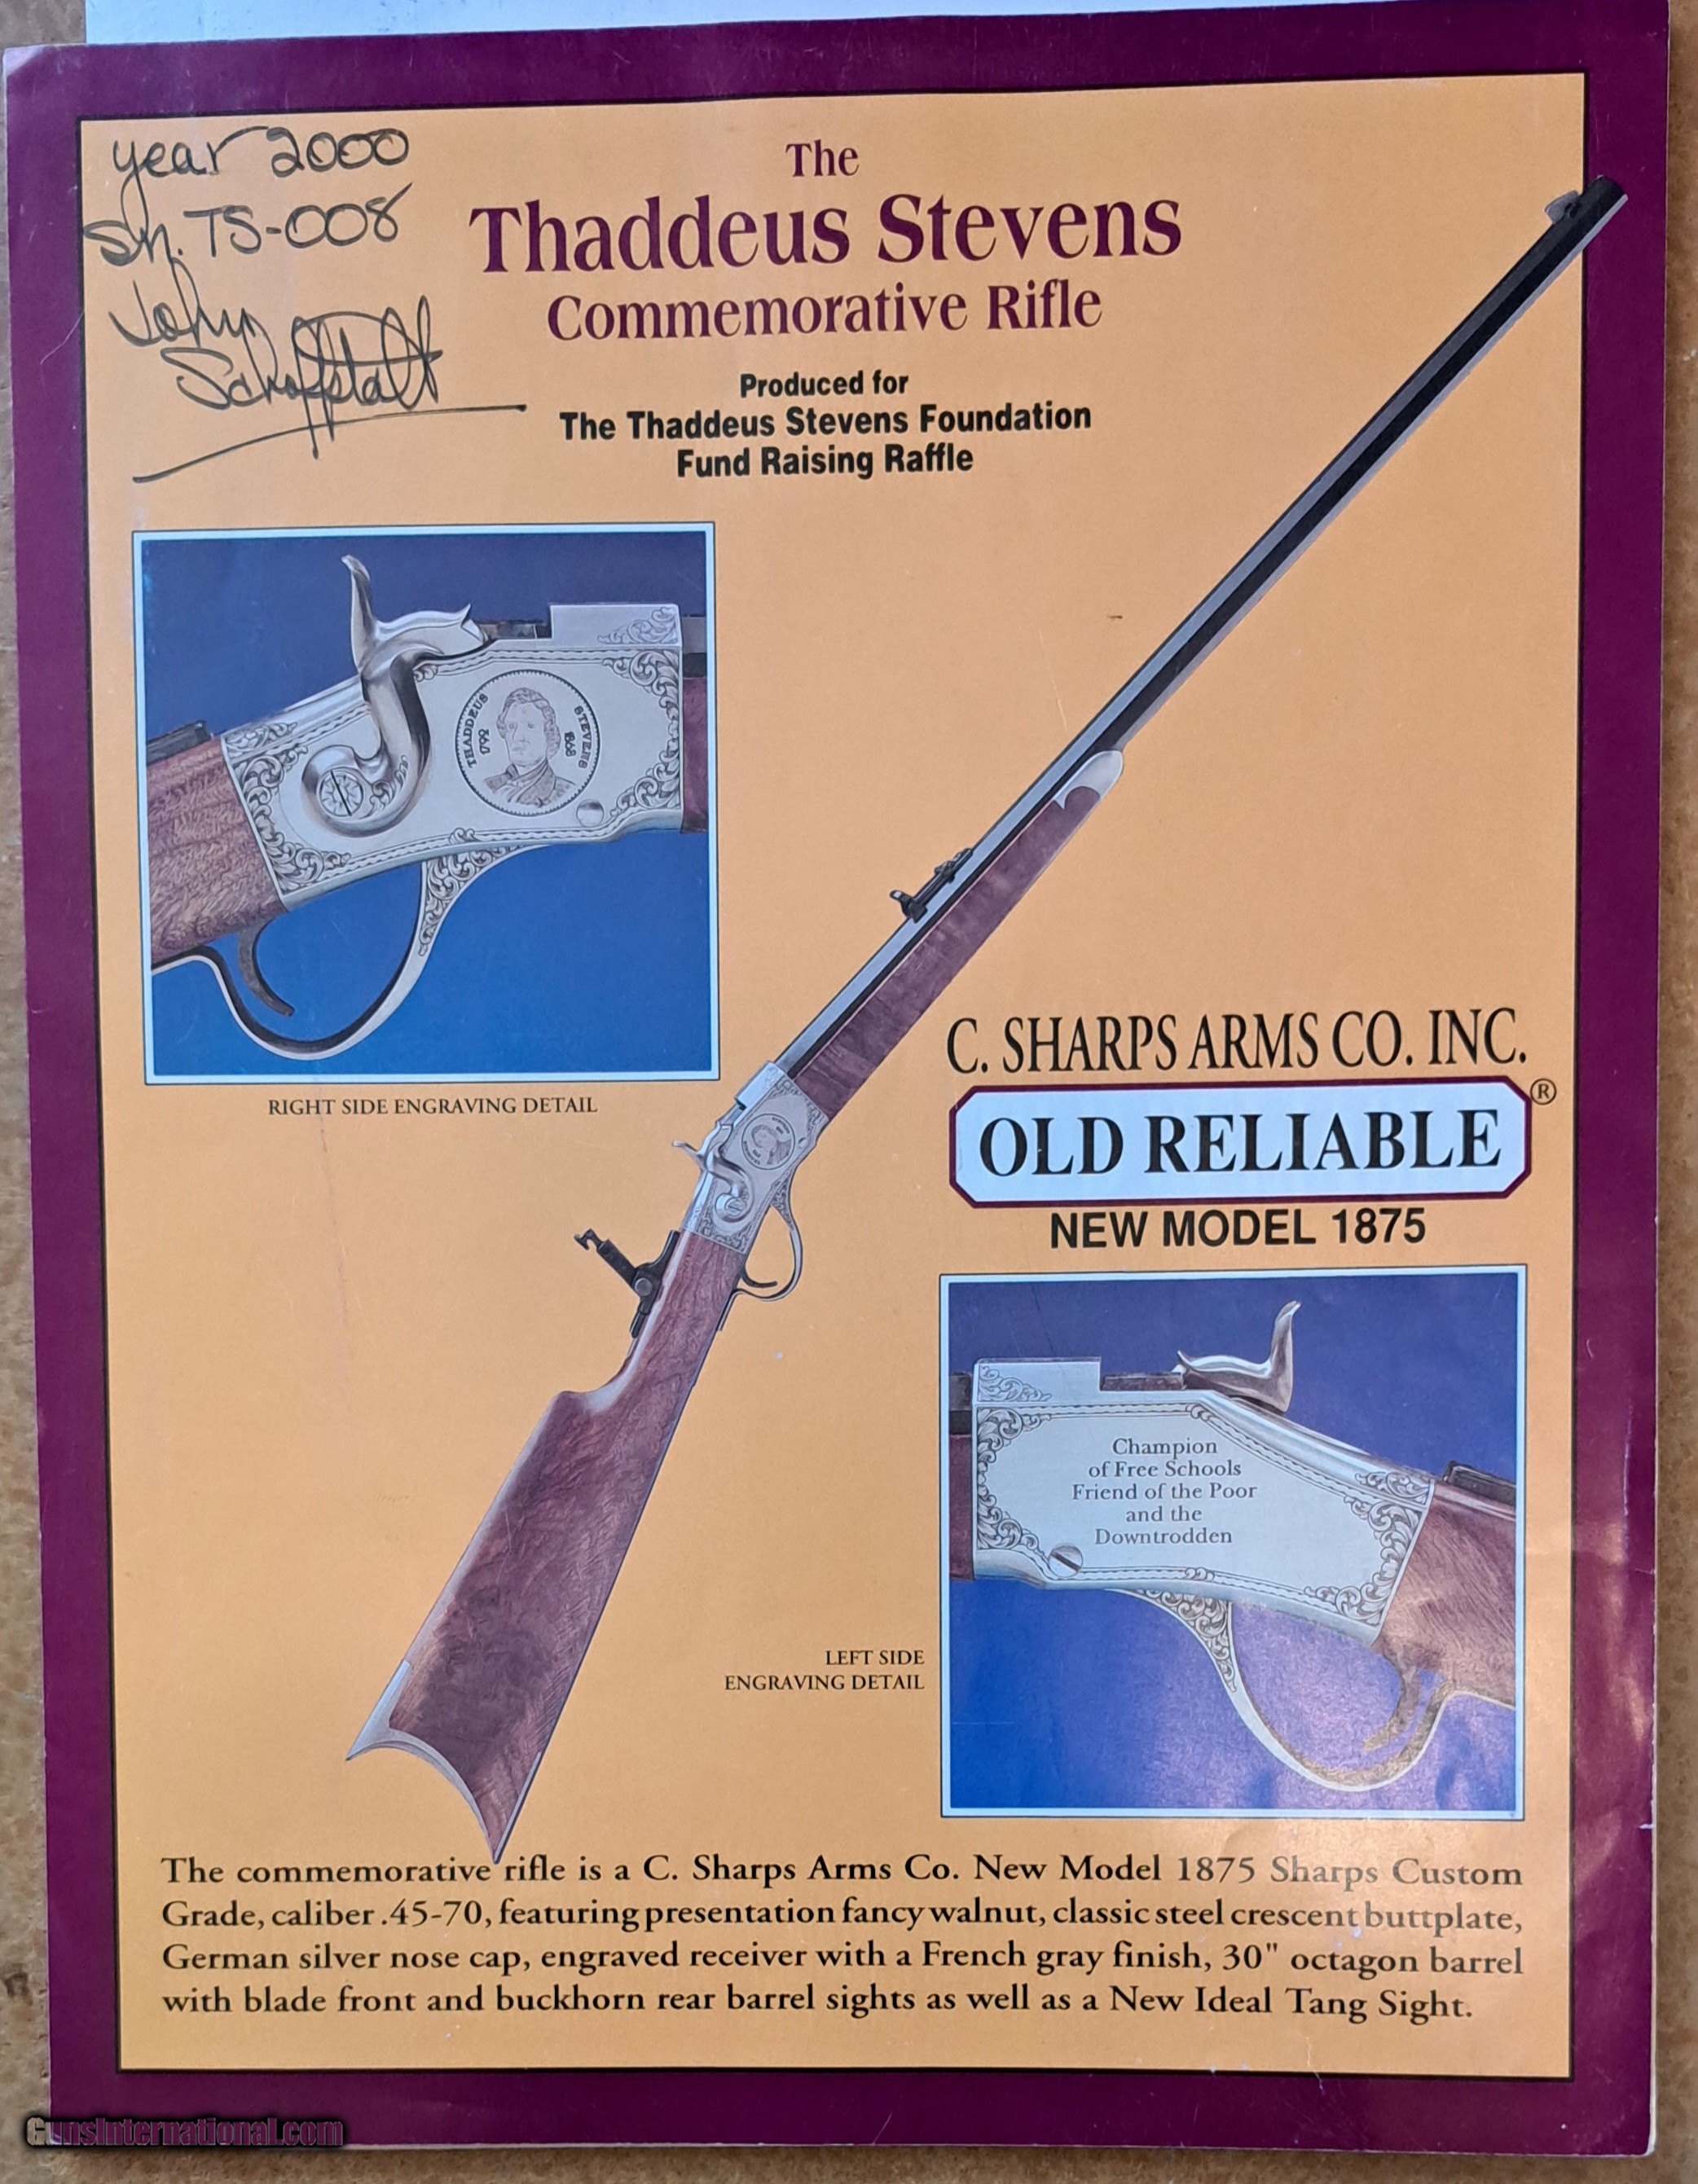 year 2000
Sn. TS-008
John
Schoffstalt
The
Thaddeus Stevens
Commemorative Rifle
Produced for
The Thaddeus Stevens Foundation
Fund Raising Raffle
THADDEUS STEVENS
1792 1868
RIGHT SIDE ENGRAVING DETAIL
C. SHARPS ARMS CO. INC.
OLD RELIABLE®
NEW MODEL 1875
Champion
of Free Schools
Friend of the Poor
and the
Downtrodden
LEFT SIDE
ENGRAVING DETAIL
The commemorative rifle is a C. Sharps Arms Co. New Model 1875 Sharps Custom
Grade, caliber .45-70, featuring presentation fancy walnut, classic steel crescent buttplate,
German silver nose cap, engraved receiver with a French gray finish, 30" octagon barrel
with blade front and buckhorn rear barrel sights as well as a New Ideal Tang Sight.
GunsInternational.com